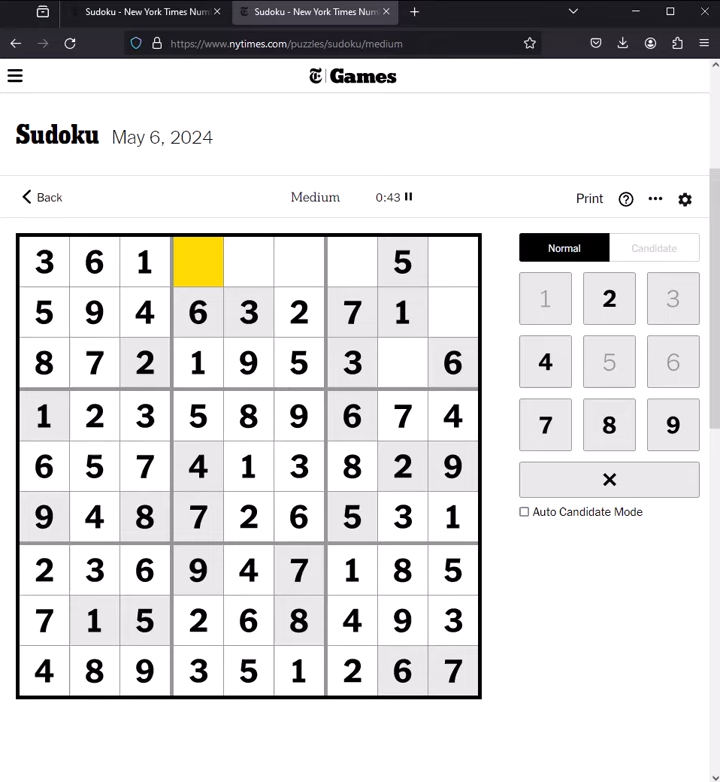 Sudoku - New York Times Num
Sudoku - New York Times Num
https://www.nytimes.com/puzzles/sudoku/medium
T Games
Sudoku May 6, 2024
Back Medium 0:43 Print
Normal Candidate
3 6 1 5
5 9 4 6 3 2 7 1
8 7 2 1 9 5 3 6
1 2 3 5 8 9 6 7 4
6 5 7 4 1 3 8 2 9
9 4 8 7 2 6 5 3 1
2 3 6 9 4 7 1 8 5
7 1 5 2 6 8 4 9 3
4 8 9 3 5 1 2 6 7
1 2 3
4 5 6
7 8 9
Auto Candidate Mode